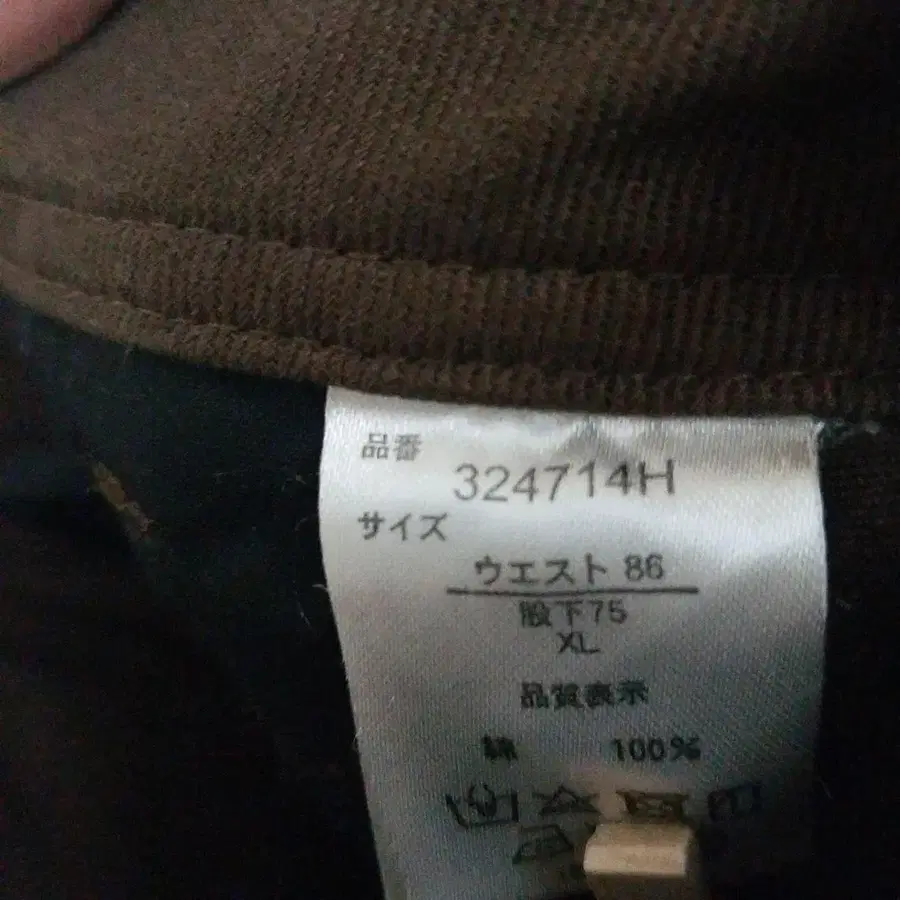 品番
324714H
サイズ
ウエスト 86
股下75
XL
品質表示
綿 100%